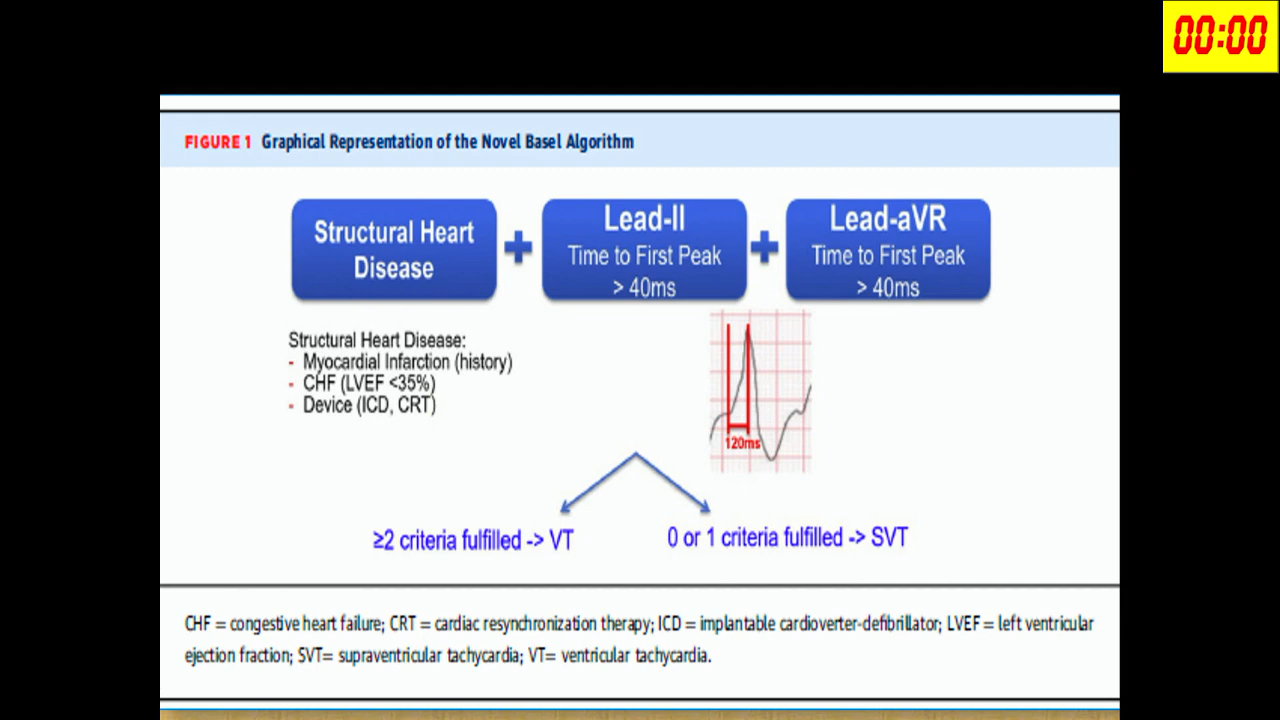 00:00
FIGURE 1 Graphical Representation of the Novel Basel Algorithm
Structural Heart
Disease
+
Lead-II
Time to First Peak
> 40ms
+
Lead-aVR
Time to First Peak
> 40ms
Structural Heart Disease:
- Myocardial Infarction (history)
- CHF (LVEF <35%)
- Device (ICD, CRT)
120ms
≥2 criteria fulfilled -> VT
0 or 1 criteria fulfilled -> SVT
CHF = congestive heart failure; CRT = cardiac resynchronization therapy; ICD = implantable cardioverter-defibrillator; LVEF = left ventricular
ejection fraction; SVT= supraventricular tachycardia; VT= ventricular tachycardia.